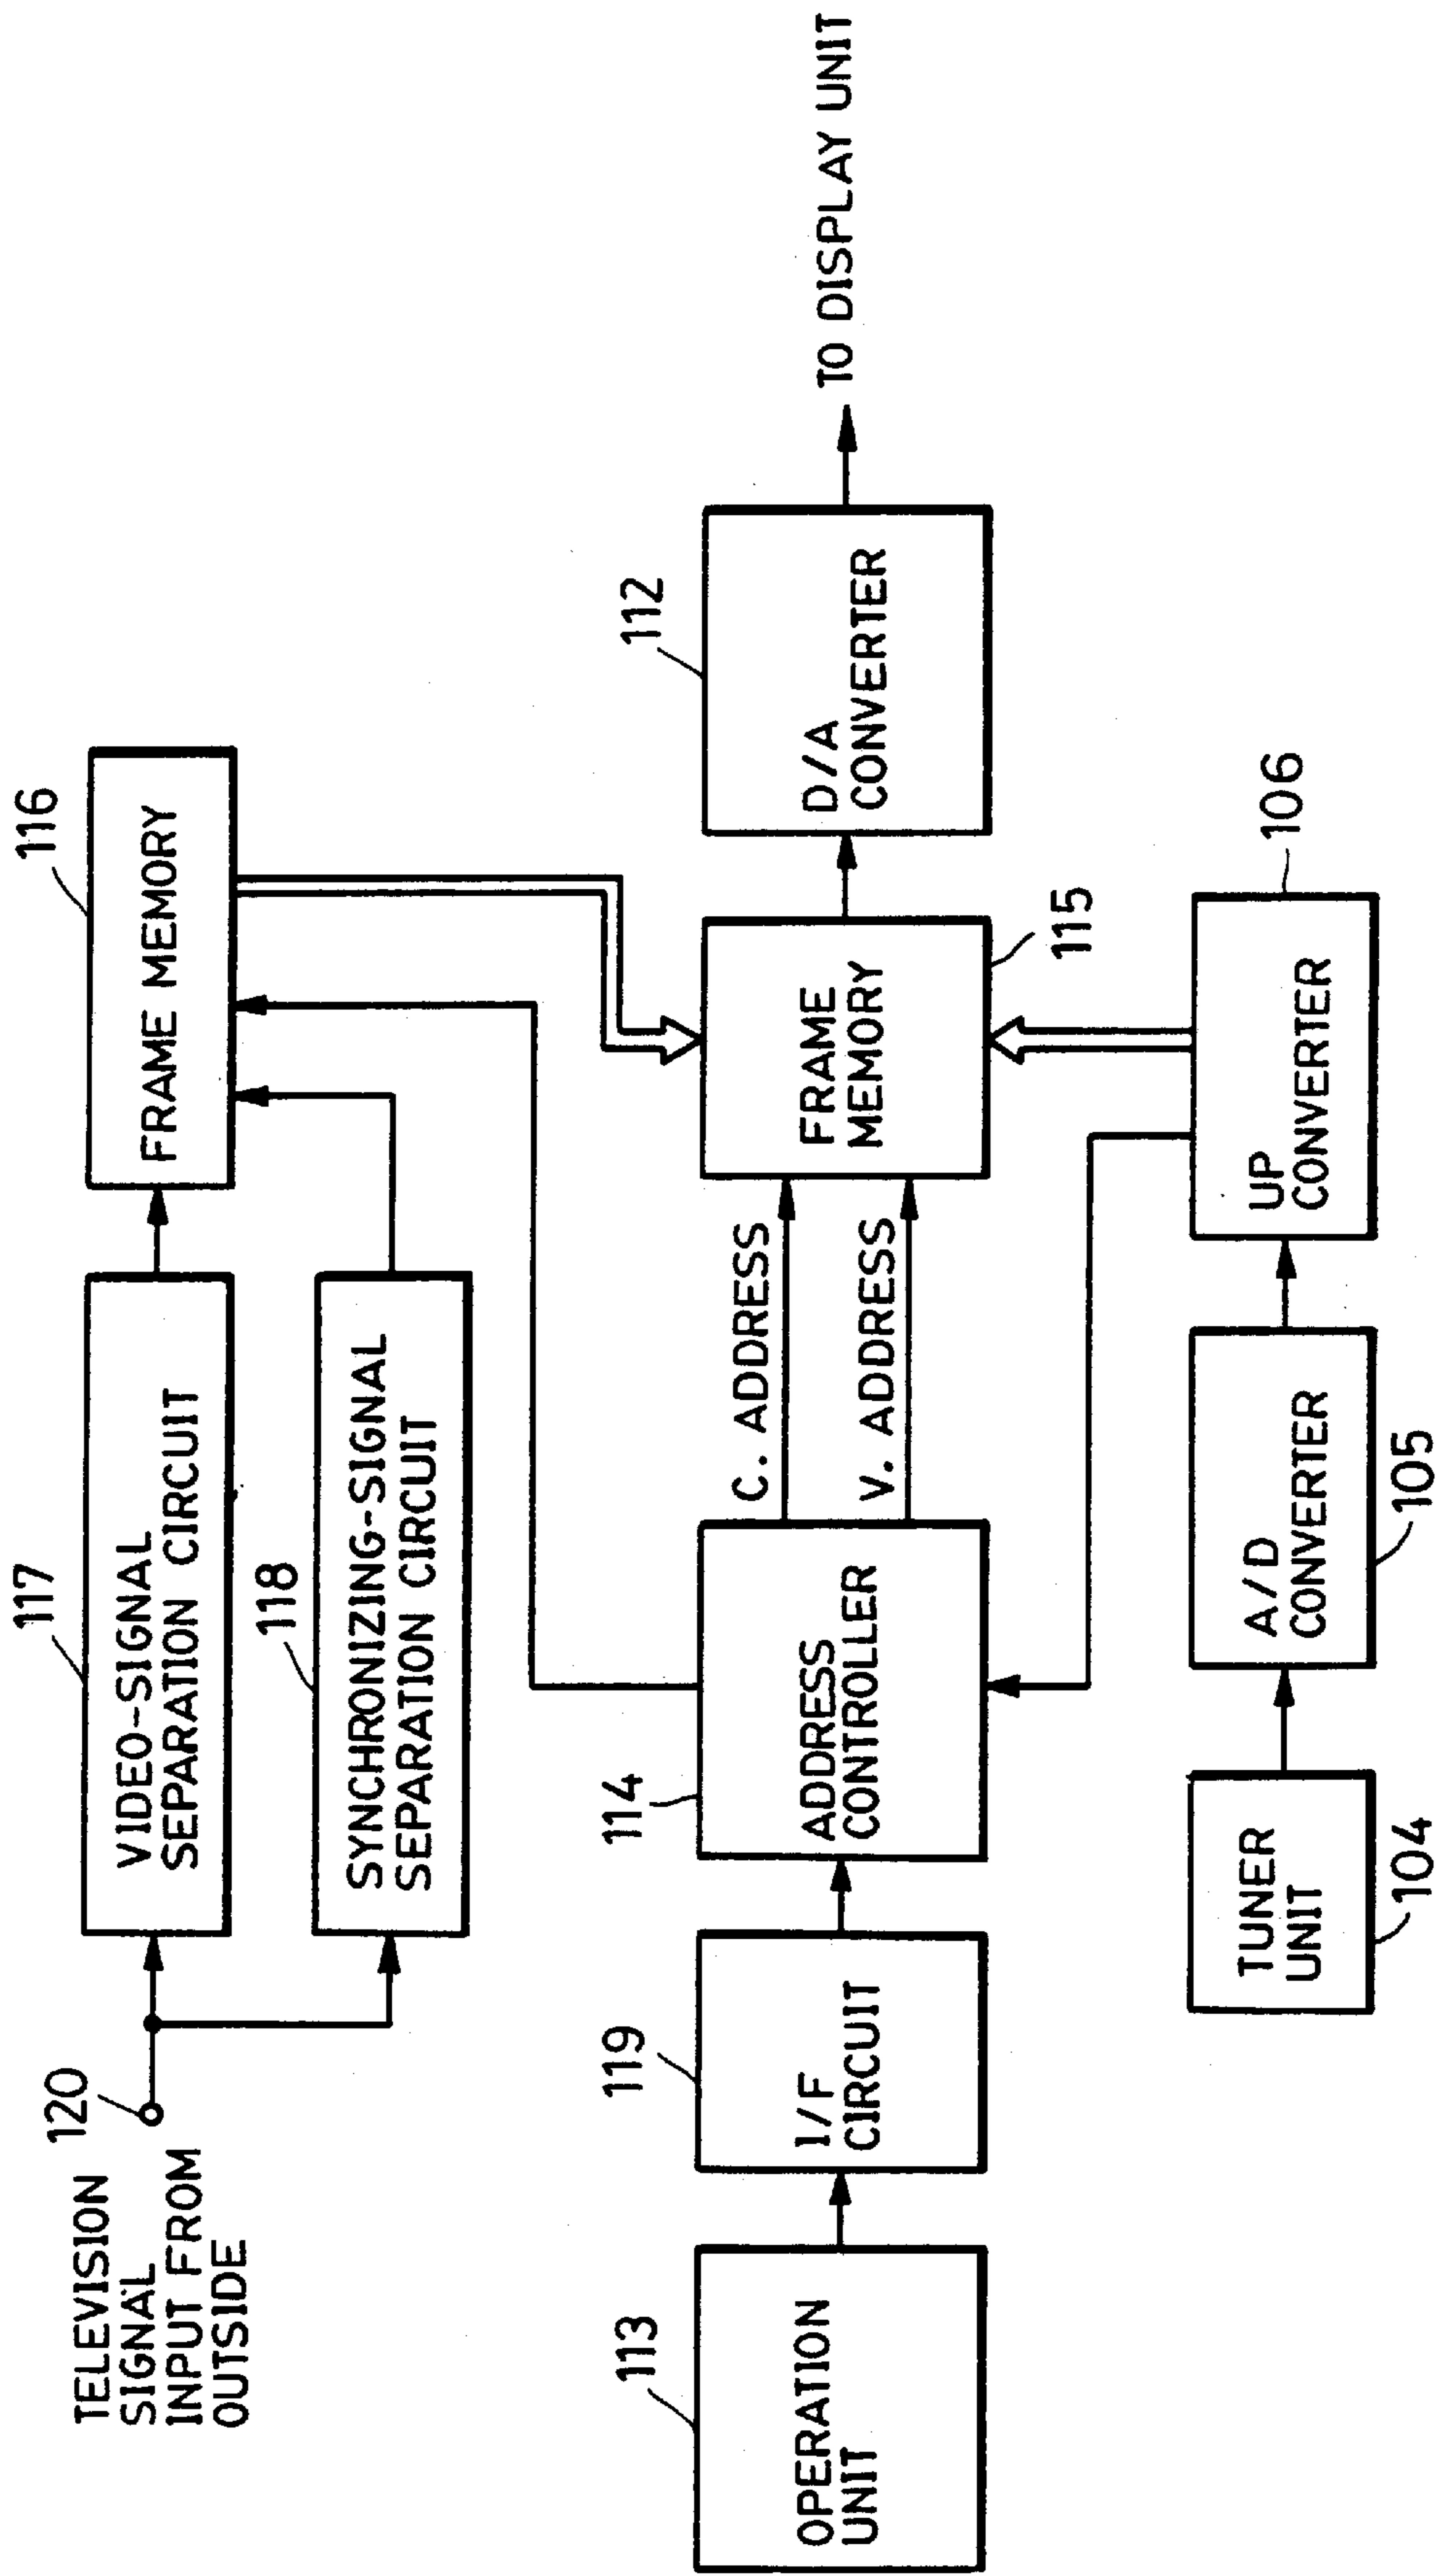 TELEVISION
SIGNAL
INPUT FROM
OUTSIDE
120
117
VIDEO-SIGNAL
SEPARATION CIRCUIT
118
SYNCHRONIZING-SIGNAL
SEPARATION CIRCUIT
116
FRAME MEMORY
113
OPERATION
UNIT
119
I/F
CIRCUIT
114
ADDRESS
CONTROLLER
C. ADDRESS
V. ADDRESS
FRAME
MEMORY
115
112
D/A
CONVERTER
TO DISPLAY UNIT
TUNER
UNIT
104
A/D
CONVERTER
105
UP
CONVERTER
106